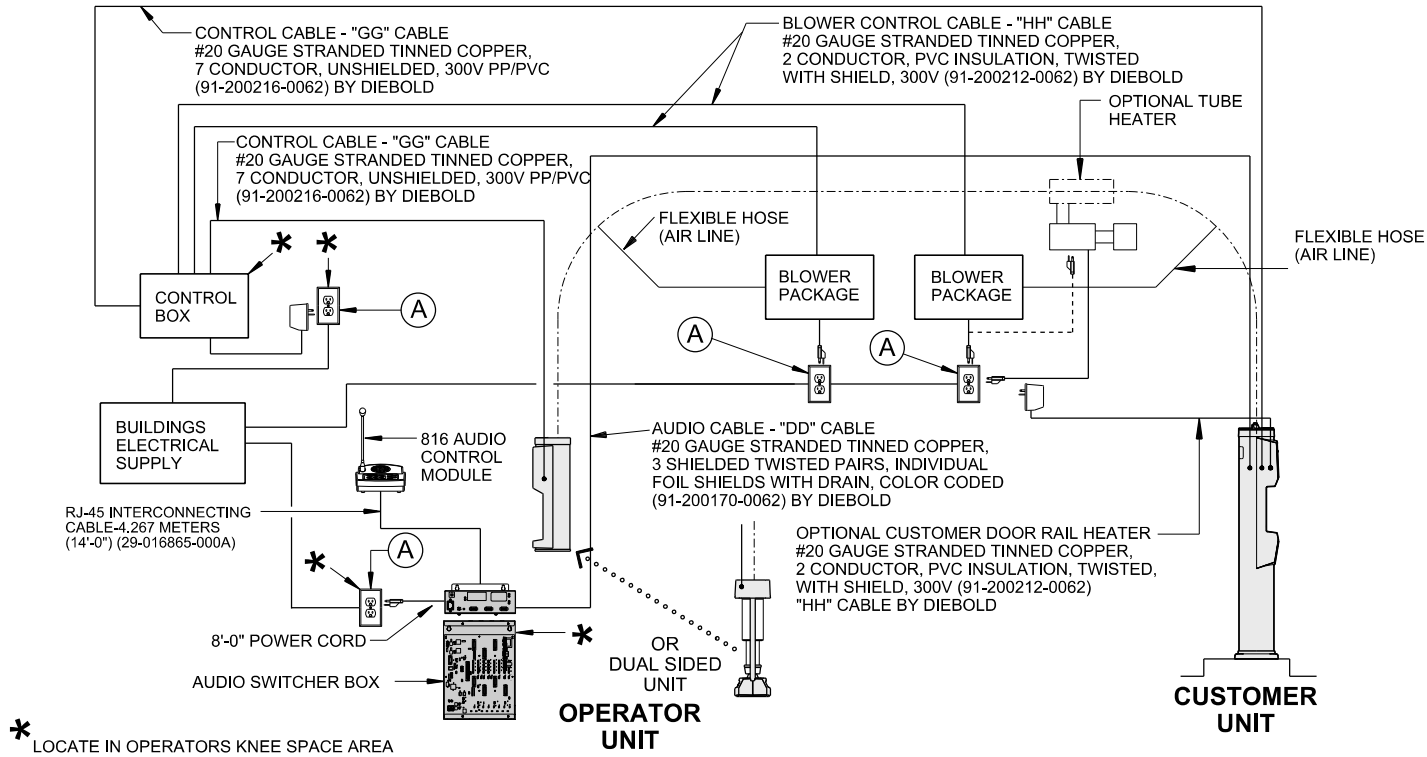 CONTROL CABLE - "GG" CABLE
#20 GAUGE STRANDED TINNED COPPER,
7 CONDUCTOR, UNSHIELDED, 300V PP/PVC
(91-200216-0062) BY DIEBOLD
BLOWER CONTROL CABLE - "HH" CABLE
#20 GAUGE STRANDED TINNED COPPER,
2 CONDUCTOR, PVC INSULATION, TWISTED
WITH SHIELD, 300V (91-200212-0062) BY DIEBOLD
OPTIONAL TUBE
HEATER
CONTROL CABLE - "GG" CABLE
#20 GAUGE STRANDED TINNED COPPER,
7 CONDUCTOR, UNSHIELDED, 300V PP/PVC
(91-200216-0062) BY DIEBOLD
FLEXIBLE HOSE
(AIR LINE)
FLEXIBLE HOSE
(AIR LINE)
*
*
CONTROL
BOX
A
BLOWER
PACKAGE
BLOWER
PACKAGE
A
A
BUILDINGS
ELECTRICAL
SUPPLY
816 AUDIO
CONTROL
MODULE
AUDIO CABLE - "DD" CABLE
#20 GAUGE STRANDED TINNED COPPER,
3 SHIELDED TWISTED PAIRS, INDIVIDUAL
FOIL SHIELDS WITH DRAIN, COLOR CODED
(91-200170-0062) BY DIEBOLD
RJ-45 INTERCONNECTING
CABLE-4.267 METERS
(14'-0") (29-016865-000A)
OPTIONAL CUSTOMER DOOR RAIL HEATER
#20 GAUGE STRANDED TINNED COPPER,
2 CONDUCTOR, PVC INSULATION, TWISTED,
WITH SHIELD, 300V (91-200212-0062)
"HH" CABLE BY DIEBOLD
A
*
8'-0" POWER CORD
*
OR
DUAL SIDED
UNIT
AUDIO SWITCHER BOX
OPERATOR
UNIT
CUSTOMER
UNIT
* LOCATE IN OPERATORS KNEE SPACE AREA